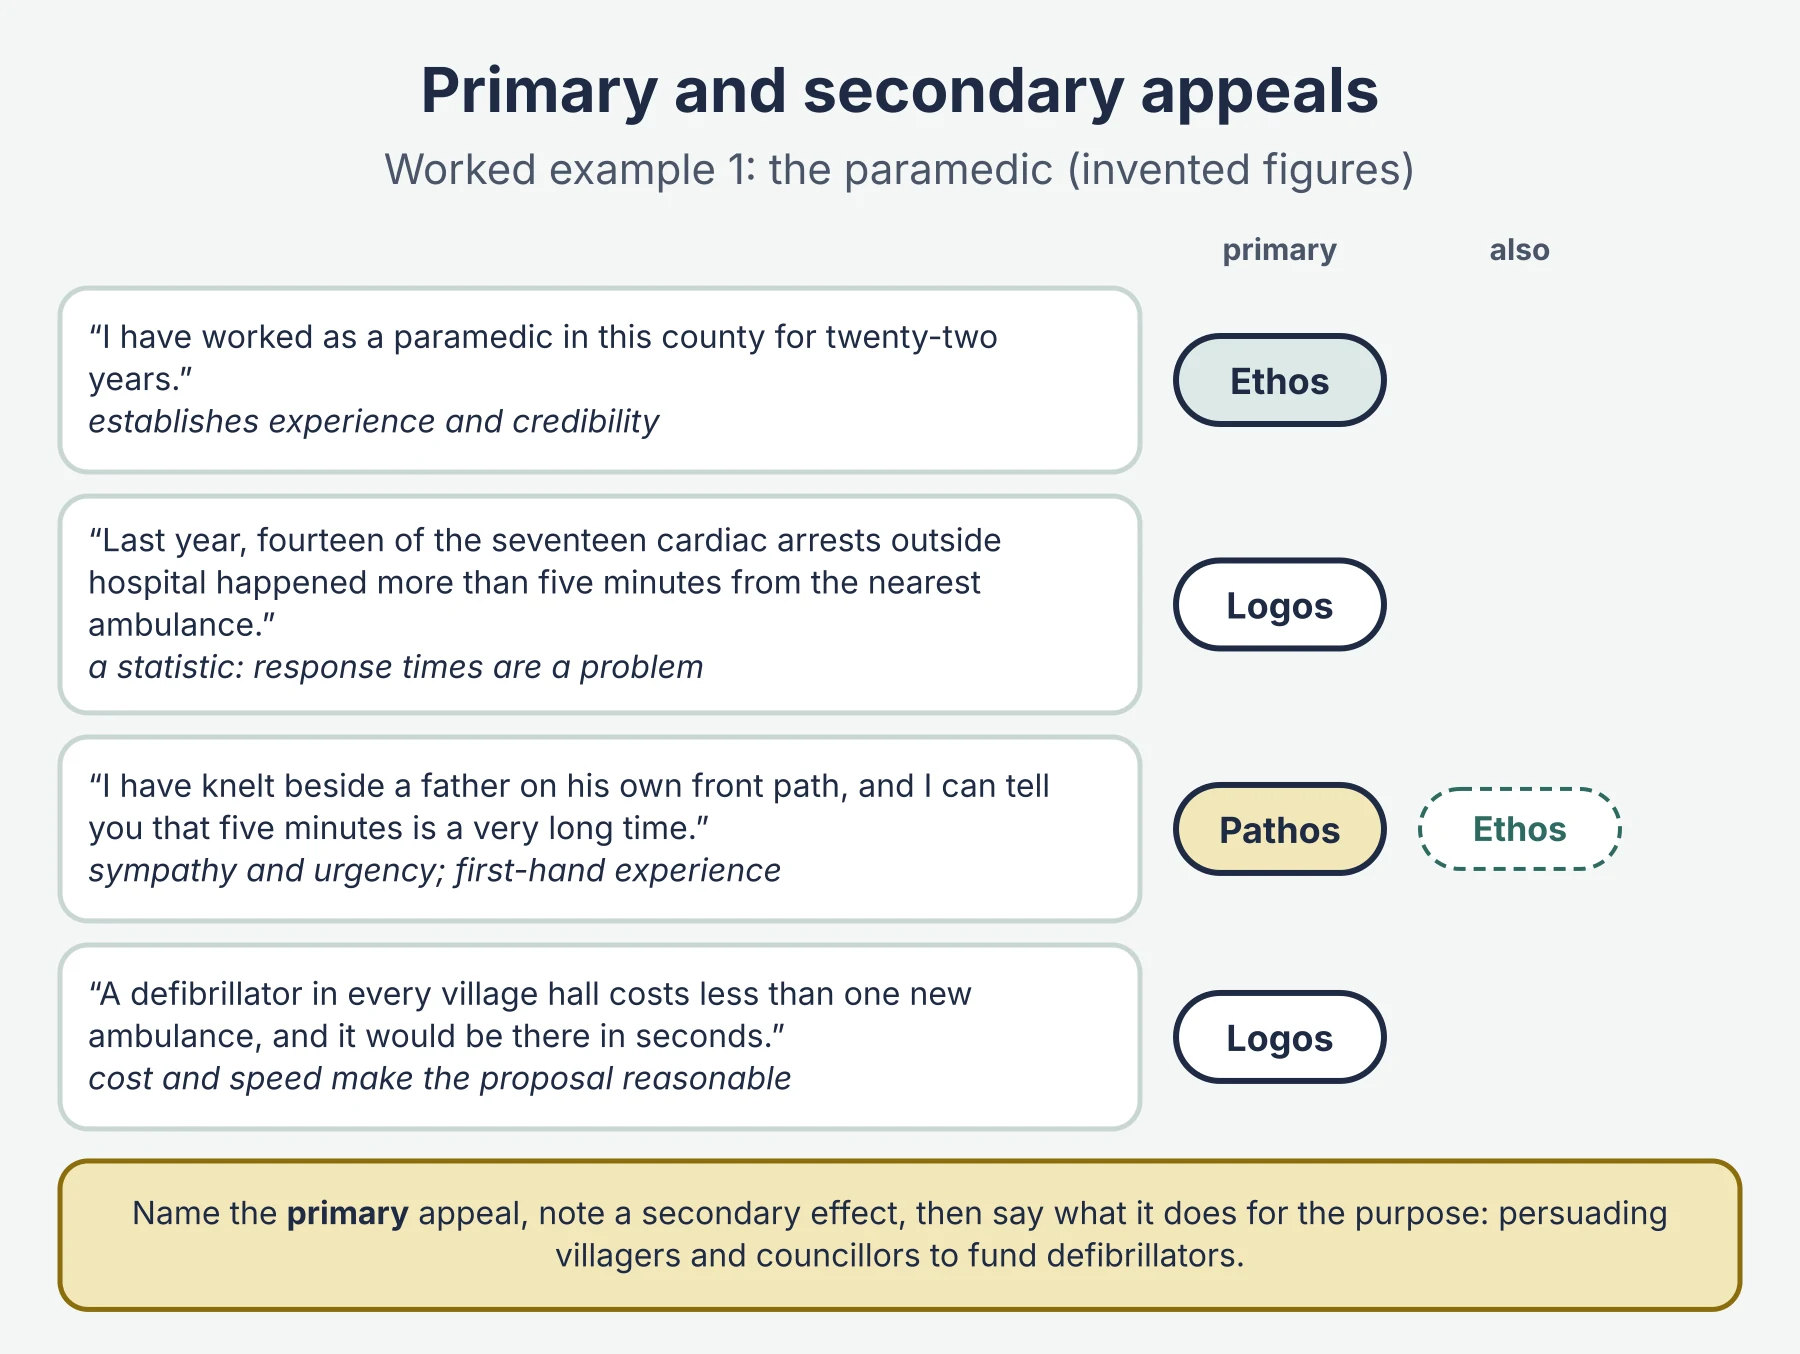 Primary and secondary appeals
Worked example 1: the paramedic (invented figures)
primary also
“I have worked as a paramedic in this county for twenty-two
years.”
establishes experience and credibility
Ethos
“Last year, fourteen of the seventeen cardiac arrests outside
hospital happened more than five minutes from the nearest
ambulance.”
a statistic: response times are a problem
Logos
“I have knelt beside a father on his own front path, and I can tell
you that five minutes is a very long time.”
sympathy and urgency; first-hand experience
Pathos Ethos
“A defibrillator in every village hall costs less than one new
ambulance, and it would be there in seconds.”
cost and speed make the proposal reasonable
Logos
Name the primary appeal, note a secondary effect, then say what it does for the purpose: persuading
villagers and councillors to fund defibrillators.